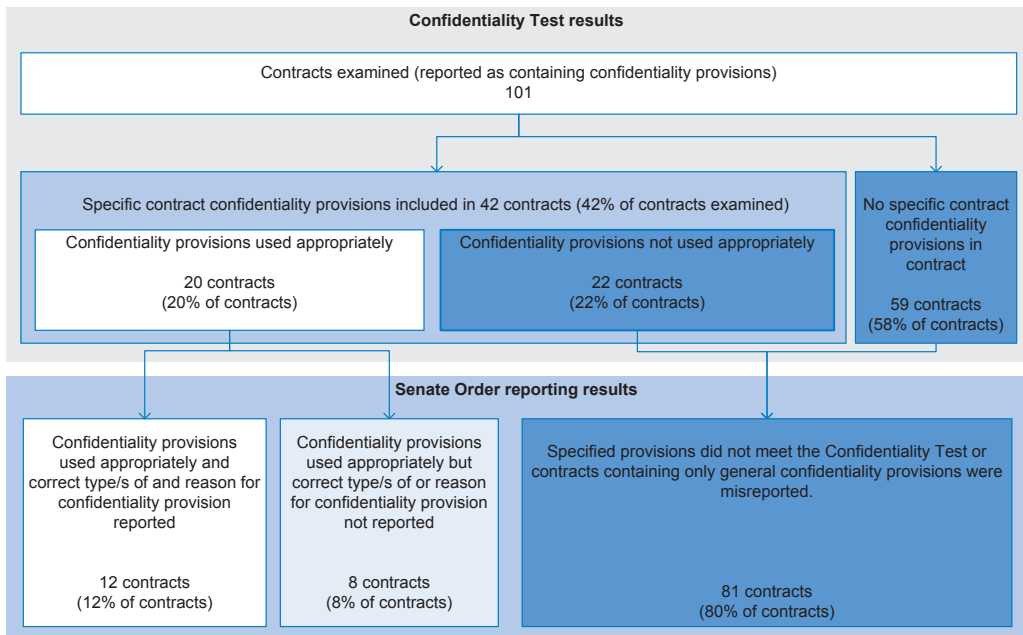 Confidentiality Test results
Contracts examined (reported as containing confidentiality provisions)
101
Specific contract confidentiality provisions included in 42 contracts (42% of contracts examined)
Confidentiality provisions used appropriately
20 contracts
(20% of contracts)
Confidentiality provisions not used appropriately
22 contracts
(22% of contracts)
No specific contract
confidentiality
provisions in
contract
59 contracts
(58% of contracts)
Senate Order reporting results
Confidentiality provisions
used appropriately and
correct type/s of and reason for
confidentiality provision
reported
12 contracts
(12% of contracts)
Confidentiality provisions
used appropriately but
correct type/s of or reason
for confidentiality provision
not reported
8 contracts
(8% of contracts)
Specified provisions did not meet the Confidentiality Test or
contracts containing only general confidentiality provisions were
misreported.
81 contracts
(80% of contracts)